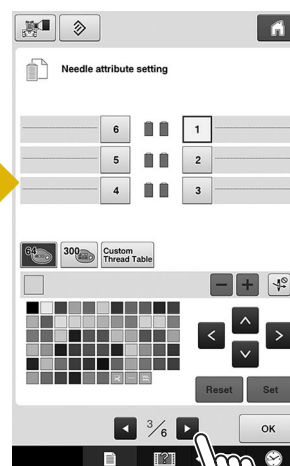 Needle attribute setting
6 1
5 2
4 3
64 300 Custom
Thread Table
Reset Set
3/6 OK